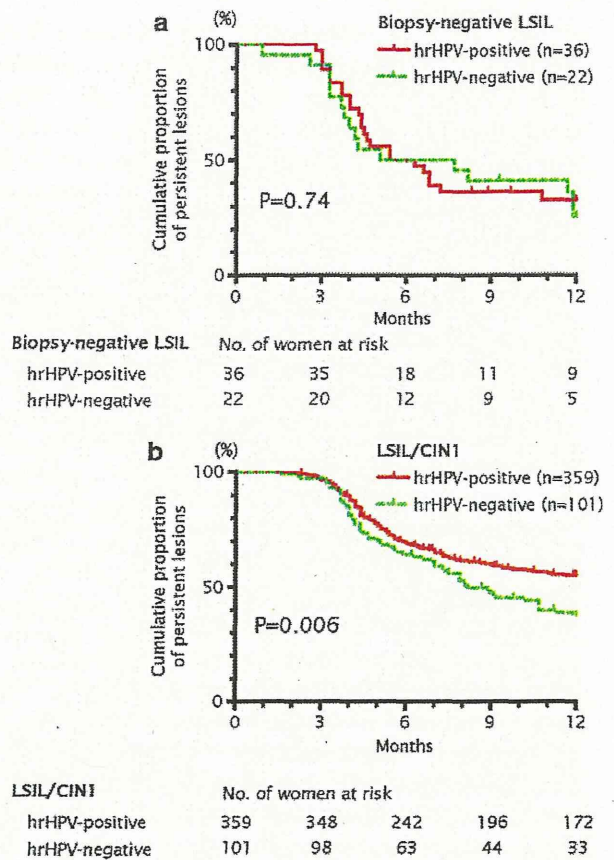 a
(%)
Biopsy-negative LSIL
hrHPV-positive (n=36)
hrHPV-negative (n=22)
100
50
0
Cumulative proportion
of persistent lesions
P=0.74
0 3 6 9 12
Months
Biopsy-negative LSIL No. of women at risk
hrHPV-positive 36 35 18 11 9
hrHPV-negative 22 20 12 9 5
b
(%)
LSIL/CIN1
hrHPV-positive (n=359)
hrHPV-negative (n=101)
100
50
0
Cumulative proportion
of persistent lesions
P=0.006
0 3 6 9 12
Months
LSIL/CIN1 No. of women at risk
hrHPV-positive 359 348 242 196 172
hrHPV-negative 101 98 63 44 33